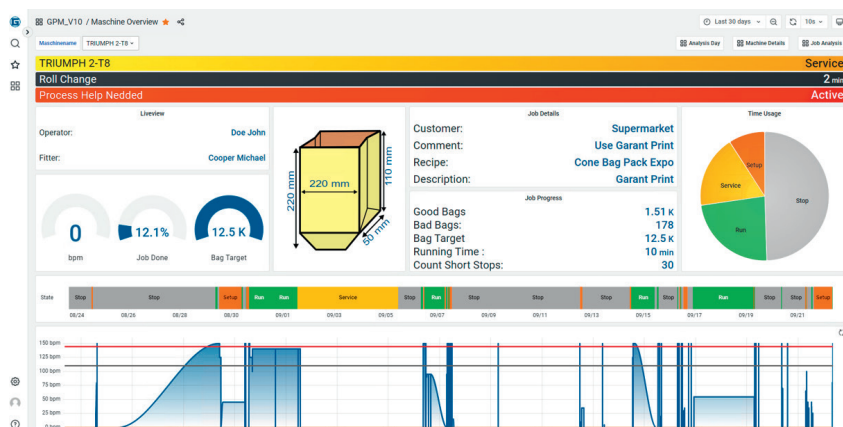 GPM_V10 / Maschine Overview
Last 30 days
10s
Maschinename TRIUMPH 2-T8
Analysis Day
Machine Details
Job Analysis
TRIUMPH 2-T8 Service
Roll Change 2 min
Process Help Nedded Active
Liveview
Operator: Doe John
Fitter: Cooper Michael
0
bpm
12.1%
Job Done
12.5 K
Bag Target
220 mm
220 mm
110 mm
50 mm
Job Details
Customer: Supermarket
Comment: Use Garant Print
Recipe: Cone Bag Pack Expo
Description: Garant Print
Job Progress
Good Bags 1.51 K
Bad Bags: 178
Bag Target 12.5 K
Running Time : 10 min
Count Short Stops: 30
Time Usage
Setup
Service
Stop
Run
State Stop Stop Setup Run Run Service Stop Run Stop Stop Stop Run Stop Run Stop Stop Setup
08/24 08/26 08/28 08/30 09/01 09/03 09/05 09/07 09/09 09/11 09/13 09/15 09/17 09/19 09/21
150 bpm
125 bpm
100 bpm
75 bpm
50 bpm
25 bpm
0 bpm